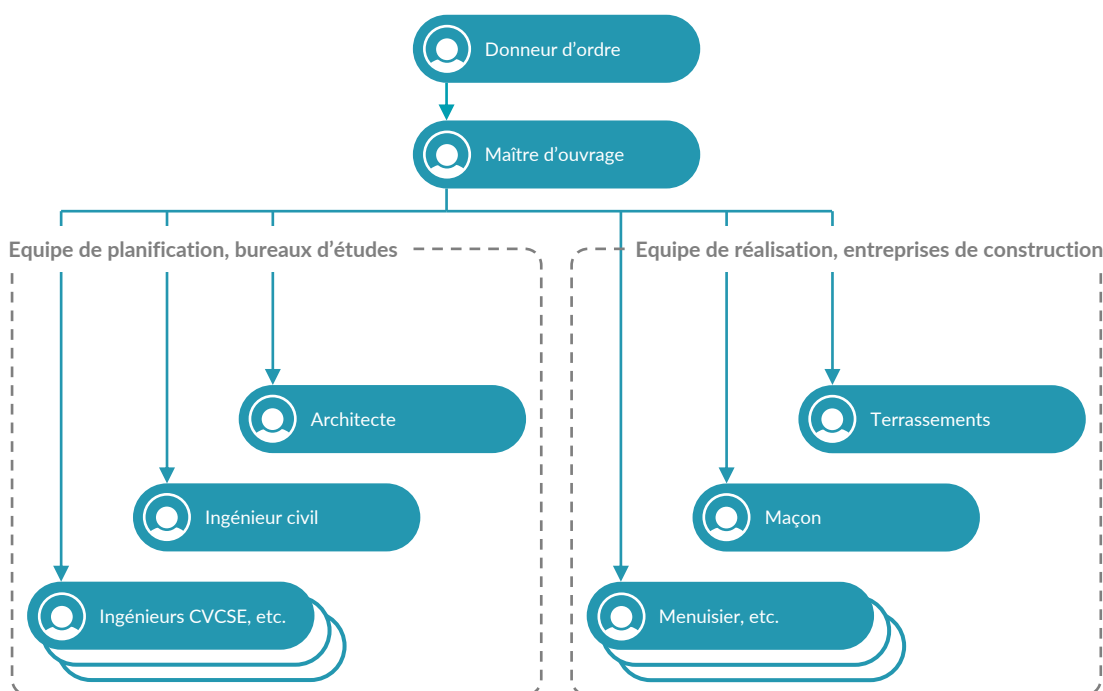 Donneur d’ordre
Maître d’ouvrage
Equipe de planification, bureaux d’études
Equipe de réalisation, entreprises de construction
Architecte
Terrassements
Ingénieur civil
Maçon
Ingénieurs CVCSE, etc.
Menuisier, etc.